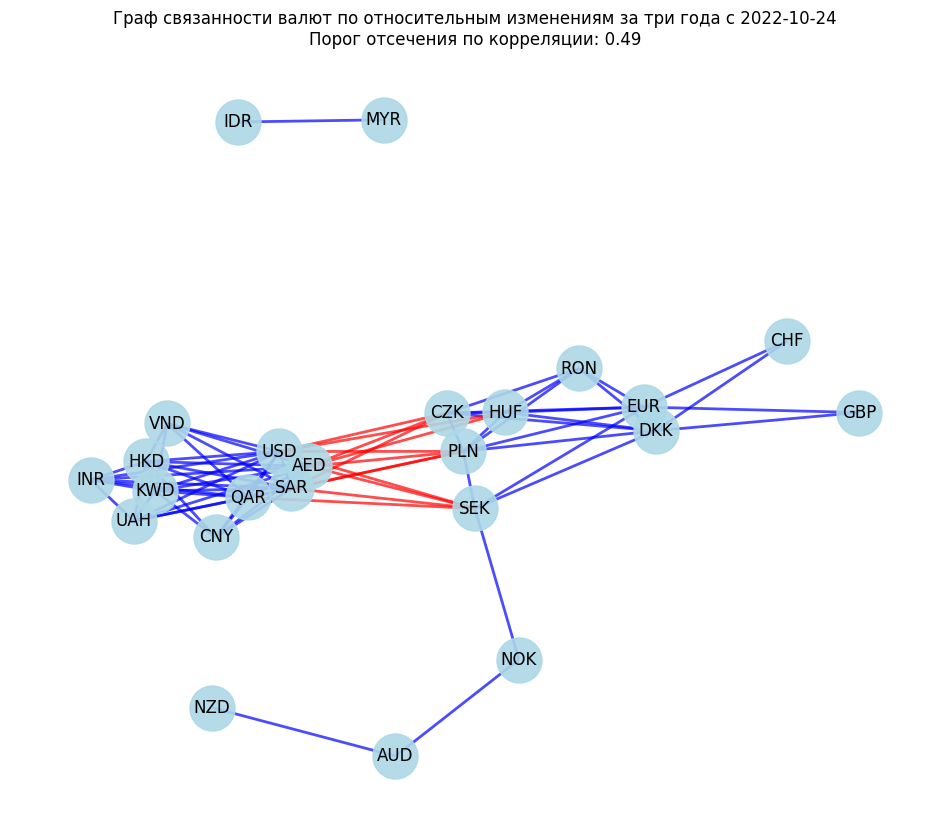 Граф связанности валют по относительным изменениям за три года с 2022-10-24
Порог отсечения по корреляции: 0.49
IDR
MYR
CHF
RON
EUR
GBP
CZK
HUF
DKK
VND
USD
PLN
HKD
AED
INR
KWD
SAR
QAR
SEK
UAH
CNY
NOK
NZD
AUD